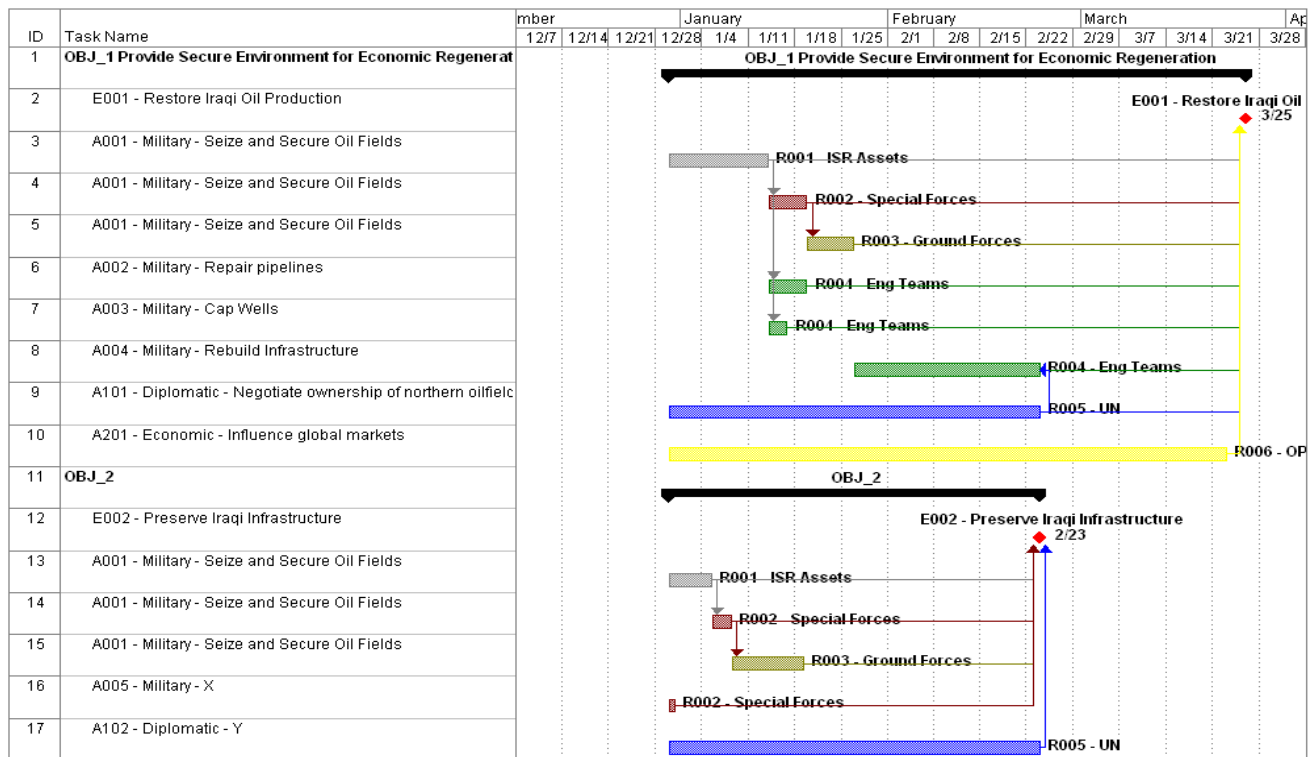 mber January February March Ap
ID Task Name 12/7 12/14 12/21 12/28 1/4 1/11 1/18 1/25 2/1 2/8 2/15 2/22 2/29 3/7 3/14 3/21 3/28
1 OBJ_1 Provide Secure Environment for Economic Regenerat OBJ_1 Provide Secure Environment for Economic Regeneration
2 E001 - Restore Iraqi Oil Production E001 - Restore Iraqi Oil
3/25
3 A001 - Military - Seize and Secure Oil Fields R001 - ISR Assets
4 A001 - Military - Seize and Secure Oil Fields R002 - Special Forces
5 A001 - Military - Seize and Secure Oil Fields R003 - Ground Forces
6 A002 - Military - Repair pipelines R004 - Eng Teams
7 A003 - Military - Cap Wells R004 - Eng Teams
8 A004 - Military - Rebuild Infrastructure R004 - Eng Teams
9 A101 - Diplomatic - Negotiate ownership of northern oilfielc R005 - UN
10 A201 - Economic - Influence global markets R006 - OP
11 OBJ_2 OBJ_2
12 E002 - Preserve Iraqi Infrastructure E002 - Preserve Iraqi Infrastructure
2/23
13 A001 - Military - Seize and Secure Oil Fields R001 - ISR Assets
14 A001 - Military - Seize and Secure Oil Fields R002 - Special Forces
15 A001 - Military - Seize and Secure Oil Fields R003 - Ground Forces
16 A005 - Military - X R002 - Special Forces
17 A102 - Diplomatic - Y R005 - UN